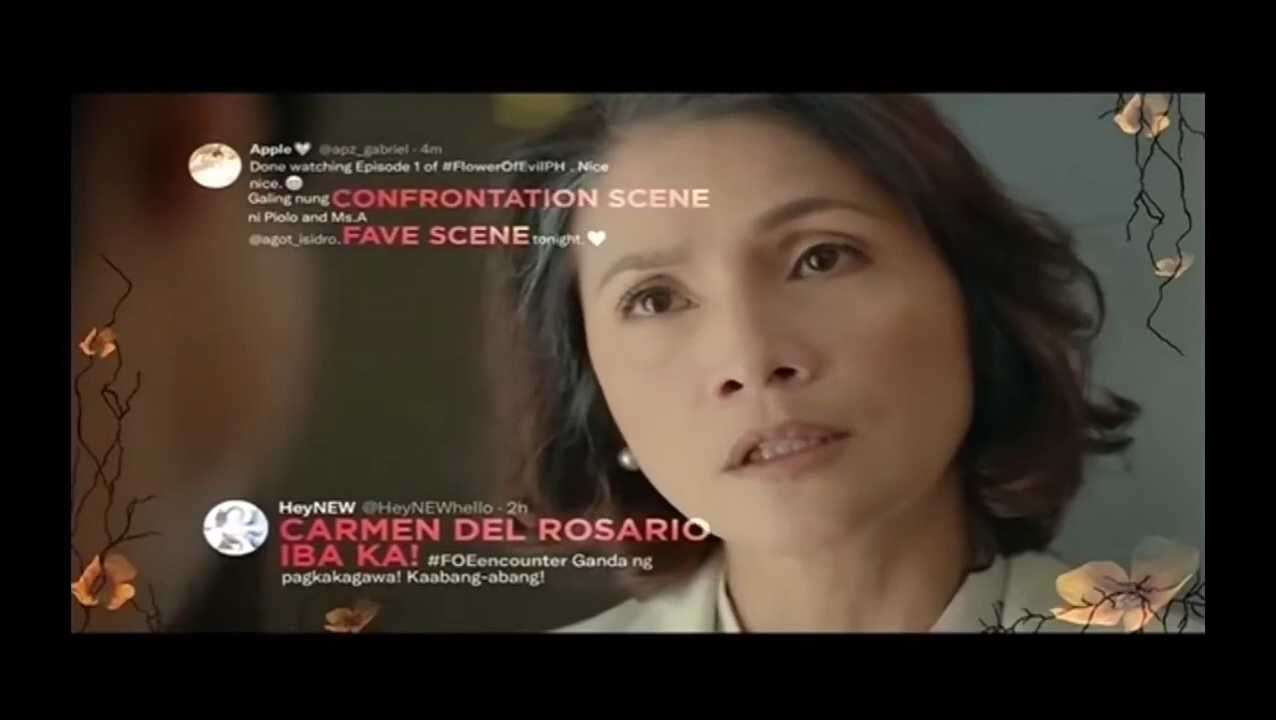 Apple🤍 @apz_gabriel · 4m
Done watching Episode 1 of #FlowerOfEvilPH . Nice
nice.
Galing nung CONFRONTATION SCENE
ni Piolo and Ms.A
@agot_isidro. FAVE SCENE tonight.🤍
HeyNEW @HeyNEWhello · 2h
CARMEN DEL ROSARIO
IBA KA! #FOEencounter Ganda ng
pagkakagawa! Kaabang-abang!